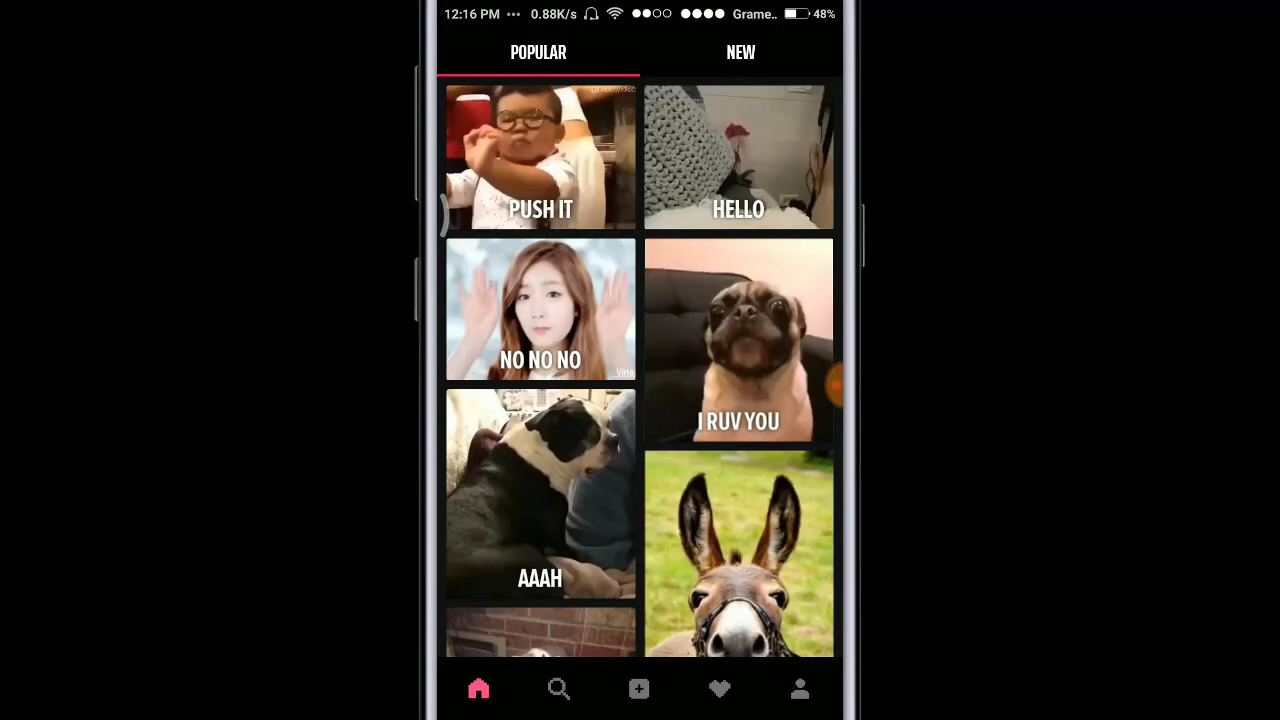 12:16 PM ... 0.88K/s Grame.. 48%
POPULAR NEW
PUSH IT
HELLO
NO NO NO
I RUV YOU
AAAH